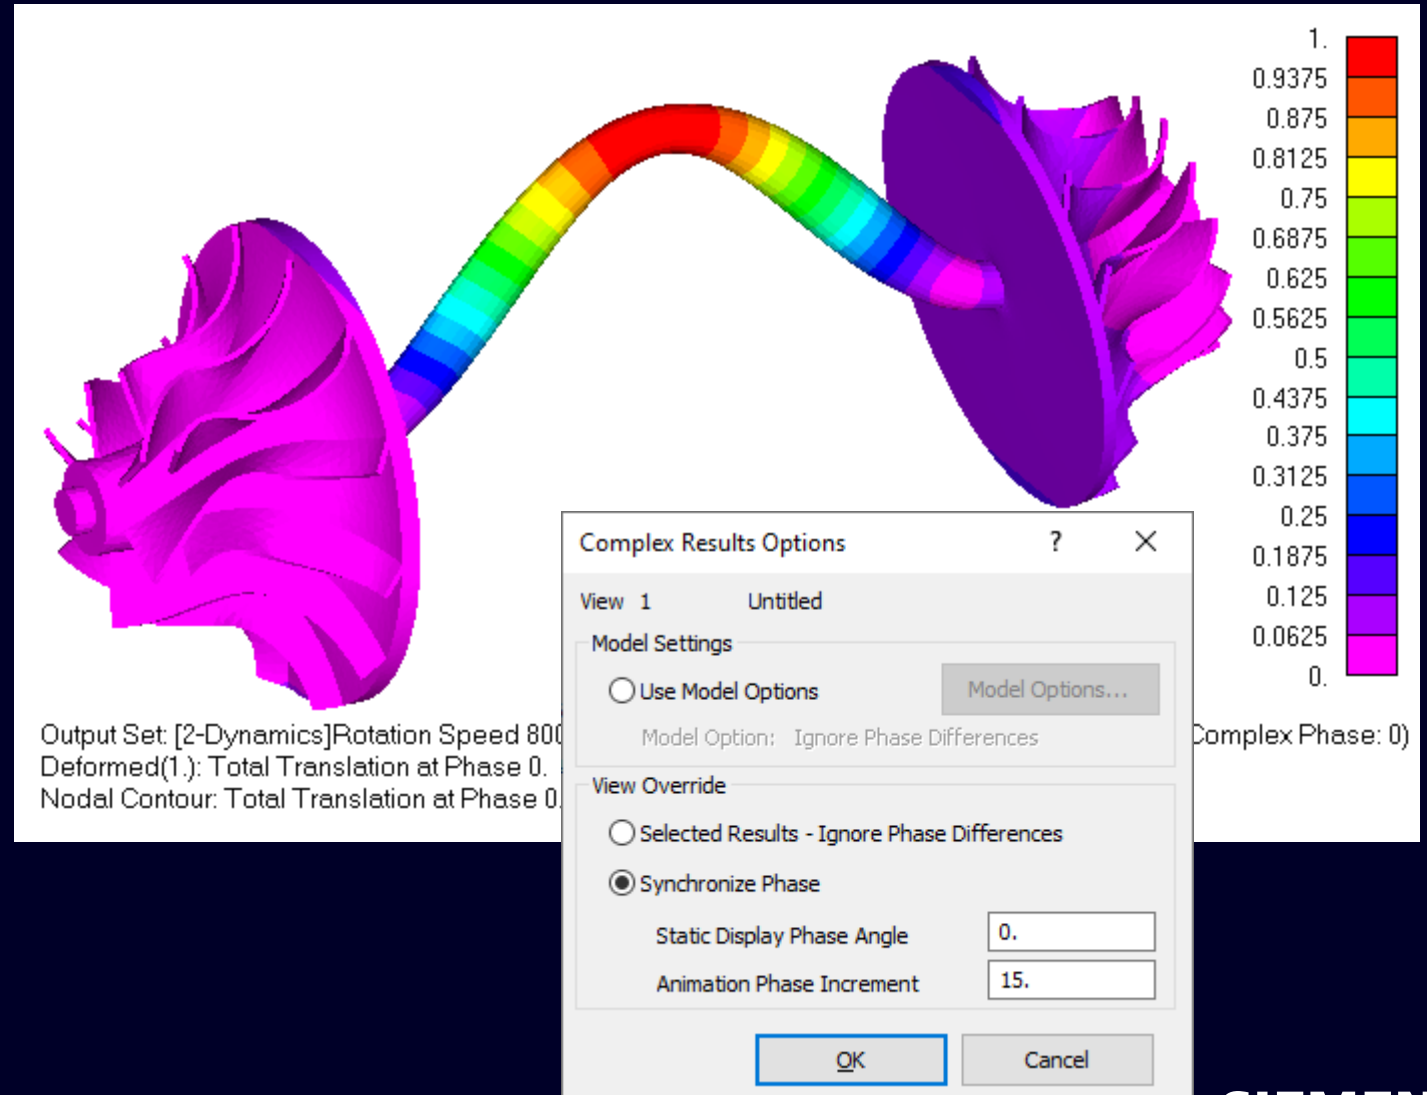 1.
0.9375
0.875
0.8125
0.75
0.6875
0.625
0.5625
0.5
0.4375
0.375
0.3125
0.25
0.1875
0.125
0.0625
0.
Complex Results Options ?
View 1 Untitled
Model Settings
Use Model Options
Model Options...
Model Option: Ignore Phase Differences
View Override
Selected Results - Ignore Phase Differences
Synchronize Phase
Static Display Phase Angle 0.
Animation Phase Increment 15.
OK Cancel
Output Set: [2-Dynamics]Rotation Speed 800 Complex Phase: 0)
Deformed(1.): Total Translation at Phase 0.
Nodal Contour: Total Translation at Phase 0.